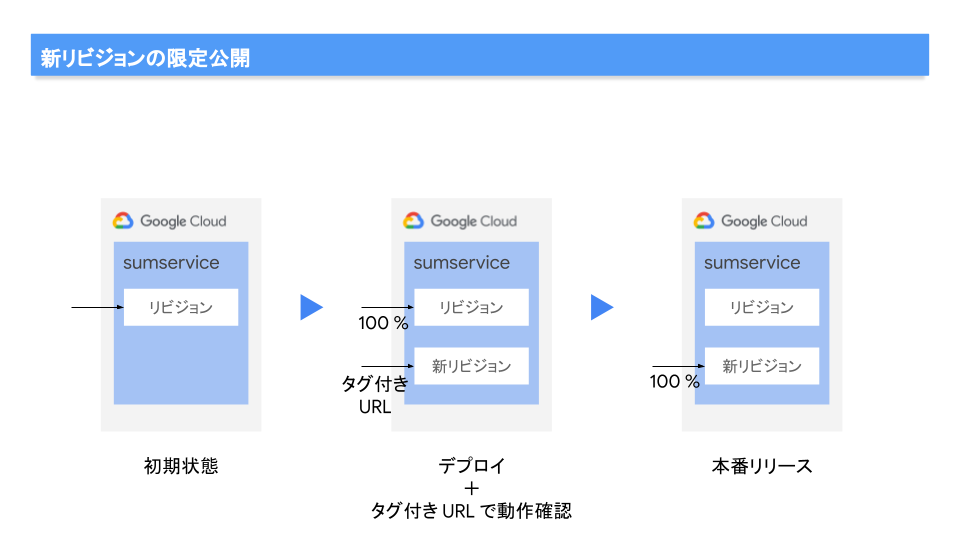 新リビジョンの限定公開
Google Cloud
sumservice
リビジョン
初期状態
Google Cloud
sumservice
リビジョン
100 %
新リビジョン
タグ付き
URL
デプロイ
＋
タグ付き URL で動作確認
Google Cloud
sumservice
リビジョン
新リビジョン
100 %
本番リリース